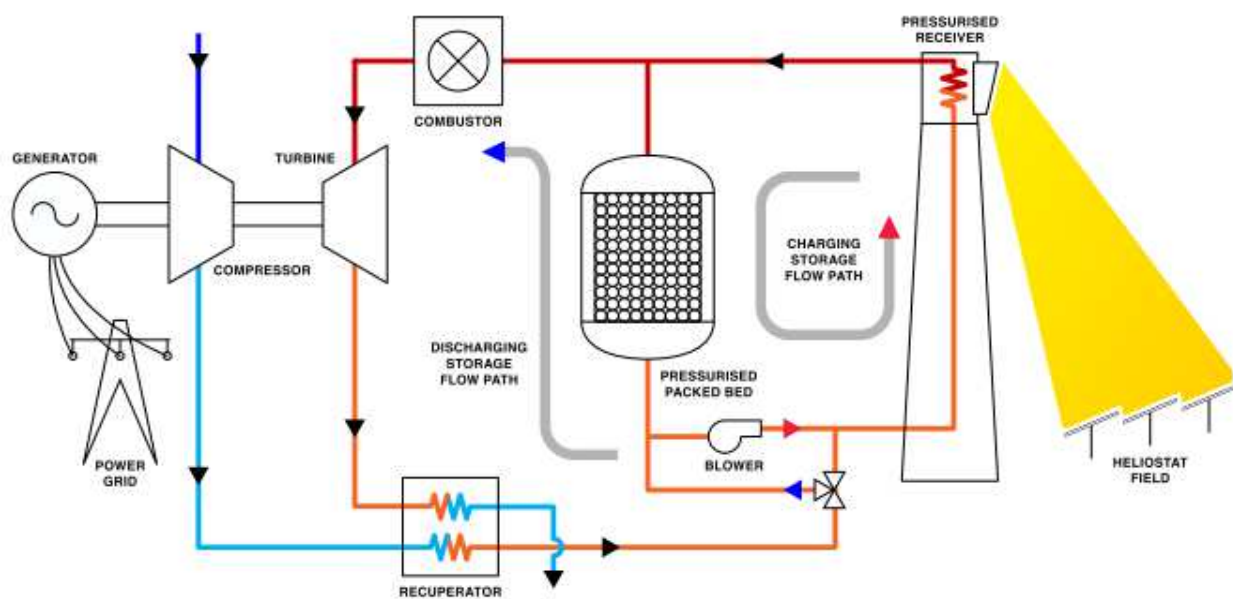 PRESSURISED
RECEIVER
COMBUSTOR
GENERATOR
TURBINE
COMPRESSOR
CHARGING
STORAGE
FLOW PATH
DISCHARGING
STORAGE
FLOW PATH
PRESSURISED
PACKED BED
BLOWER
POWER
GRID
HELIOSTAT
FIELD
RECUPERATOR